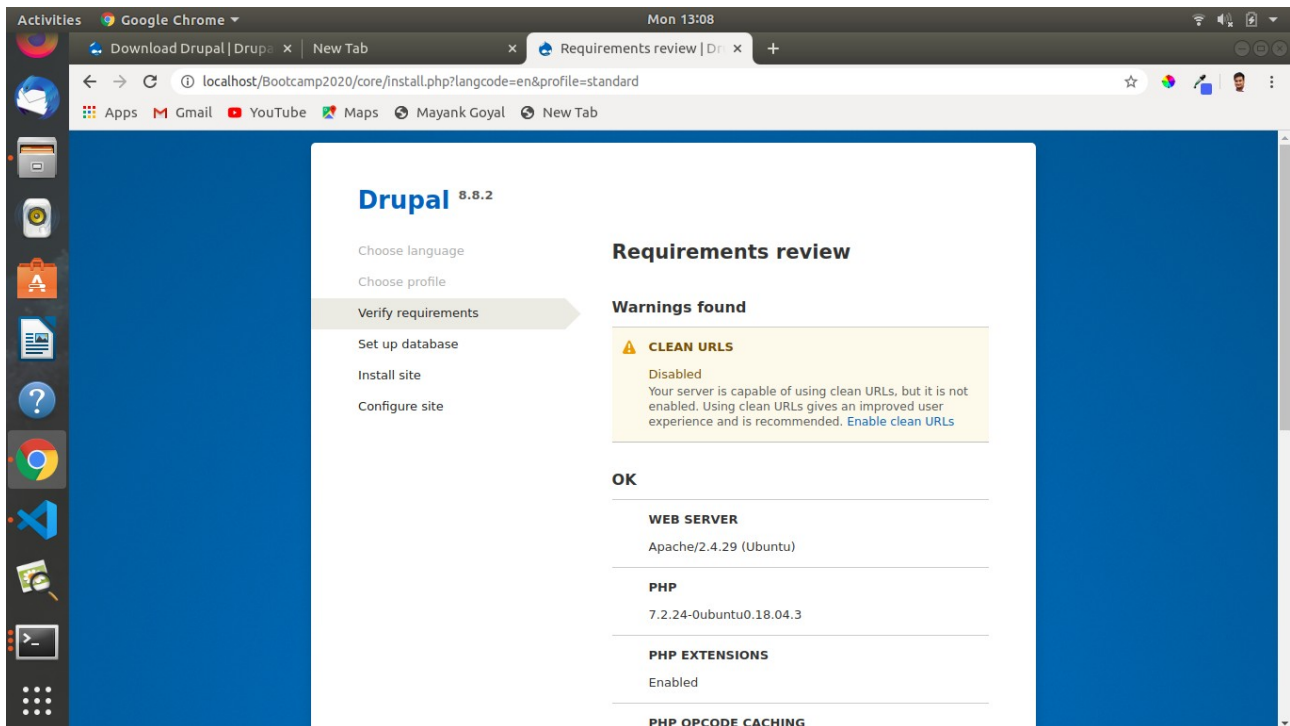 Activities Google Chrome Mon 13:08
Download Drupal | Drupa New Tab Requirements review | Dr
localhost/Bootcamp2020/core/install.php?langcode=en&profile=standard
Apps Gmail YouTube Maps Mayank Goyal New Tab
Drupal 8.8.2
Choose language
Choose profile
Verify requirements
Set up database
Install site
Configure site
Requirements review
Warnings found
CLEAN URLS
Disabled
Your server is capable of using clean URLs, but it is not
enabled. Using clean URLs gives an improved user
experience and is recommended. Enable clean URLs
OK
WEB SERVER
Apache/2.4.29 (Ubuntu)
PHP
7.2.24-0ubuntu0.18.04.3
PHP EXTENSIONS
Enabled
PHP OPCODE CACHING